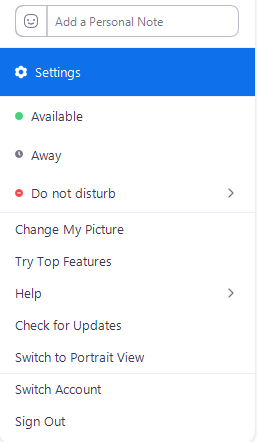 Add a Personal Note
Settings
Available
Away
Do not disturb
Change My Picture
Try Top Features
Help
Check for Updates
Switch to Portrait View
Switch Account
Sign Out